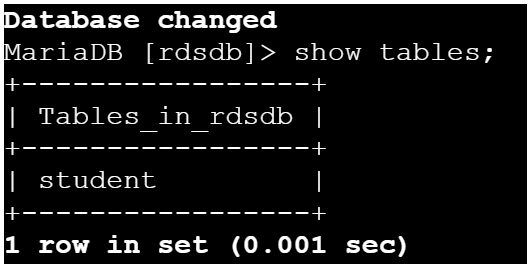 Database changed
MariaDB [rdsdb]> show tables;
+-----------------+
| Tables_in_rdsdb |
+-----------------+
| student         |
+-----------------+
1 row in set (0.001 sec)